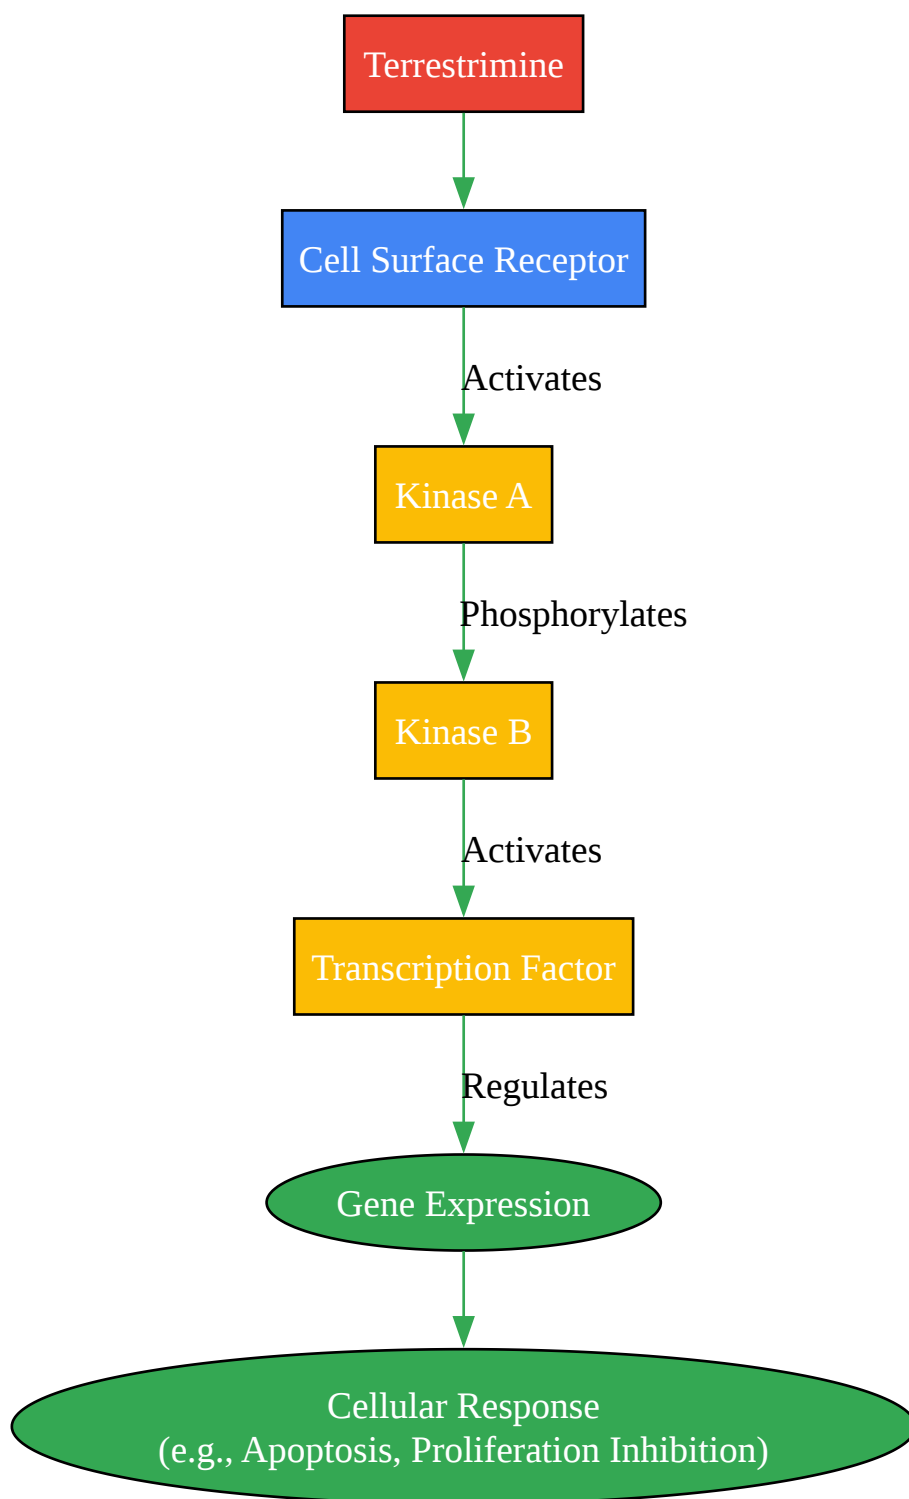 Terrestrimine
Cell Surface Receptor
Activates
Kinase A
Phosphorylates
Kinase B
Activates
Transcription Factor
Regulates
Gene Expression
Cellular Response
(e.g., Apoptosis, Proliferation Inhibition)